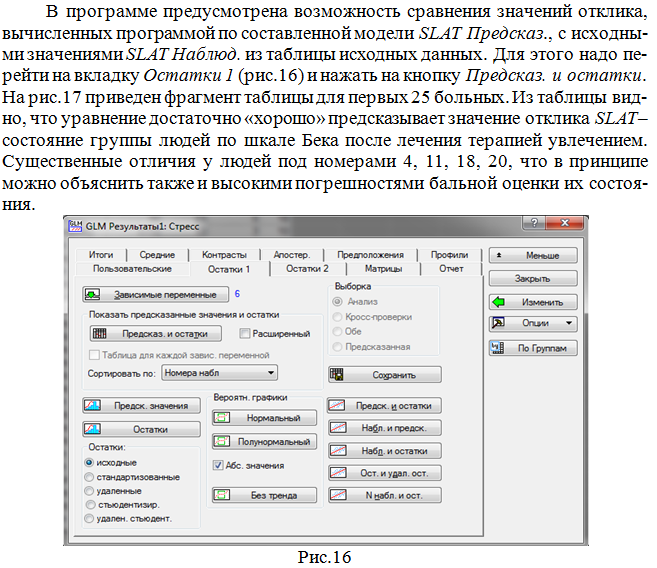 В программе предусмотрена возможность сравнения значений отклика,
вычисленных программой по составленной модели SLAT Предсказ., с исходны-
ми значениями SLAT Наблюд. из таблицы исходных данных. Для этого надо пе-
рейти на вкладку Остатки 1 (рис.16) и нажать на кнопку Предсказ. и остатки.
На рис.17 приведен фрагмент таблицы для первых 25 больных. Из таблицы вид-
но, что уравнение достаточно «хорошо» предсказывает значение отклика SLAT–
состояние группы людей по шкале Бека после лечения терапией увлечением.
Существенные отличия у людей под номерами 4, 11, 18, 20, что в принципе
можно объяснить также и высокими погрешностями бальной оценки их состоя-
ния.
GLM Результаты1: Стресс
Итоги Средние Контрасты Апостер. Предположения Профили
Пользовательские Остатки 1 Остатки 2 Матрицы Отчет
Меньше
Закрыть
Изменить
Опции
По Группам
Зависимые переменные 6
Показать предсказанные значения и остатки
Предсказ. и остатки Расширенный
Таблица для каждой завис. переменной
Сортировать по: Номера набл
Выборка
Анализ
Кросс-проверки
Обе
Предсказанная
Сохранить
Предск. значения
Остатки
Остатки:
исходные
стандартизованные
удаленные
стьюдентизир.
удален. стьюдент.
Вероятн. графики
Нормальный
Полунормальный
Абс. значения
Без тренда
Предск. и остатки
Набл. и предск.
Набл. и остатки
Ост. и удал. ост.
N набл. и ост.
Рис.16